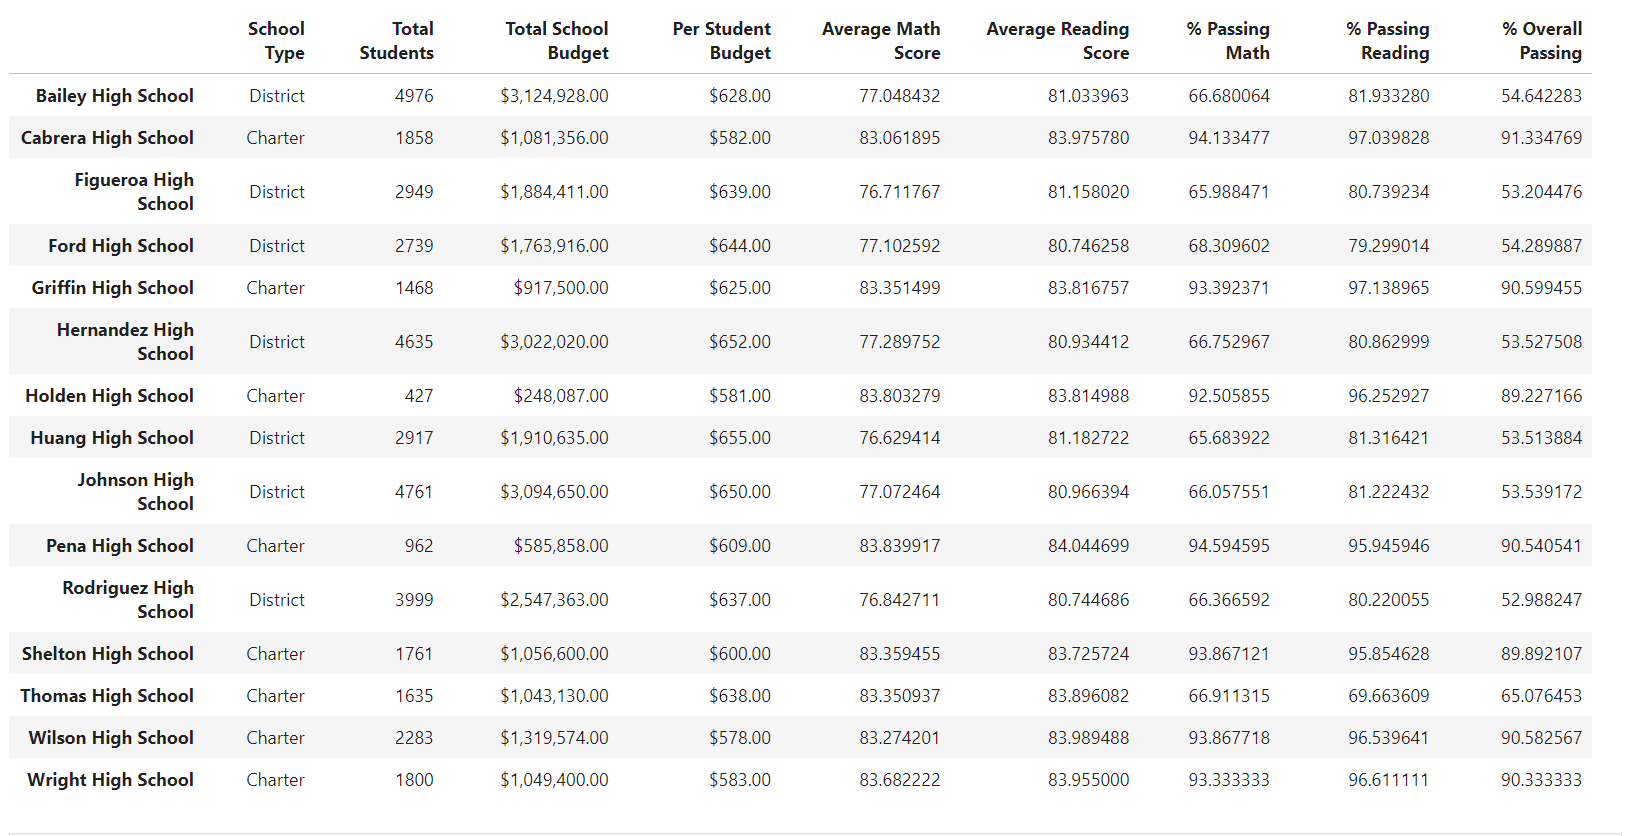 School Type Total Students Total School Budget Per Student Budget Average Math Score Average Reading Score % Passing Math % Passing Reading % Overall Passing
Bailey High School District 4976 $3,124,928.00 $628.00 77.048432 81.033963 66.680064 81.933280 54.642283
Cabrera High School Charter 1858 $1,081,356.00 $582.00 83.061895 83.975780 94.133477 97.039828 91.334769
Figueroa High School District 2949 $1,884,411.00 $639.00 76.711767 81.158020 65.988471 80.739234 53.204476
Ford High School District 2739 $1,763,916.00 $644.00 77.102592 80.746258 68.309602 79.299014 54.289887
Griffin High School Charter 1468 $917,500.00 $625.00 83.351499 83.816757 93.392371 97.138965 90.599455
Hernandez High School District 4635 $3,022,020.00 $652.00 77.289752 80.934412 66.752967 80.862999 53.527508
Holden High School Charter 427 $248,087.00 $581.00 83.803279 83.814988 92.505855 96.252927 89.227166
Huang High School District 2917 $1,910,635.00 $655.00 76.629414 81.182722 65.683922 81.316421 53.513884
Johnson High School District 4761 $3,094,650.00 $650.00 77.072464 80.966394 66.057551 81.222432 53.539172
Pena High School Charter 962 $585,858.00 $609.00 83.839917 84.044699 94.594595 95.945946 90.540541
Rodriguez High School District 3999 $2,547,363.00 $637.00 76.842711 80.744686 66.366592 80.220055 52.988247
Shelton High School Charter 1761 $1,056,600.00 $600.00 83.359455 83.725724 93.867121 95.854628 89.892107
Thomas High School Charter 1635 $1,043,130.00 $638.00 83.350937 83.896082 66.911315 69.663609 65.076453
Wilson High School Charter 2283 $1,319,574.00 $578.00 83.274201 83.989488 93.867718 96.539641 90.582567
Wright High School Charter 1800 $1,049,400.00 $583.00 83.682222 83.955000 93.333333 96.611111 90.333333